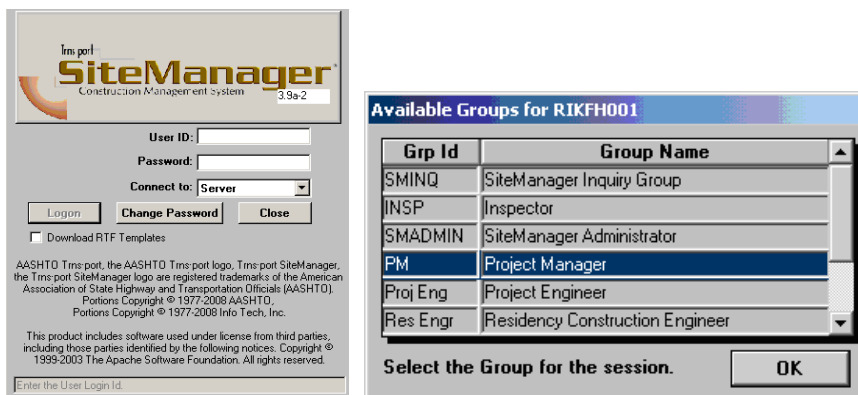 Trns·port
SiteManager
Construction Management System
3.9a-2
User ID:
Password:
Connect to: Server
Logon Change Password Close
Download RTF Templates
AASHTO Trns·port, the AASHTO Trns·port logo, Trns·port SiteManager,
the Trns·port SiteManager logo are registered trademarks of the American
Association of State Highway and Transportation Officials (AASHTO).
Portions Copyright © 1977-2008 AASHTO,
Portions Copyright © 1977-2008 Info Tech, Inc.
This product includes software used under license from third parties,
including those parties identified by the following notices. Copyright ©
1999-2003 The Apache Software Foundation. All rights reserved.
Enter the User Login Id.
Available Groups for RIKFH001
Grp Id Group Name
SMINQ SiteManager Inquiry Group
INSP Inspector
SMADMIN SiteManager Administrator
PM Project Manager
Proj Eng Project Engineer
Res Engr Residency Construction Engineer
Select the Group for the session. OK